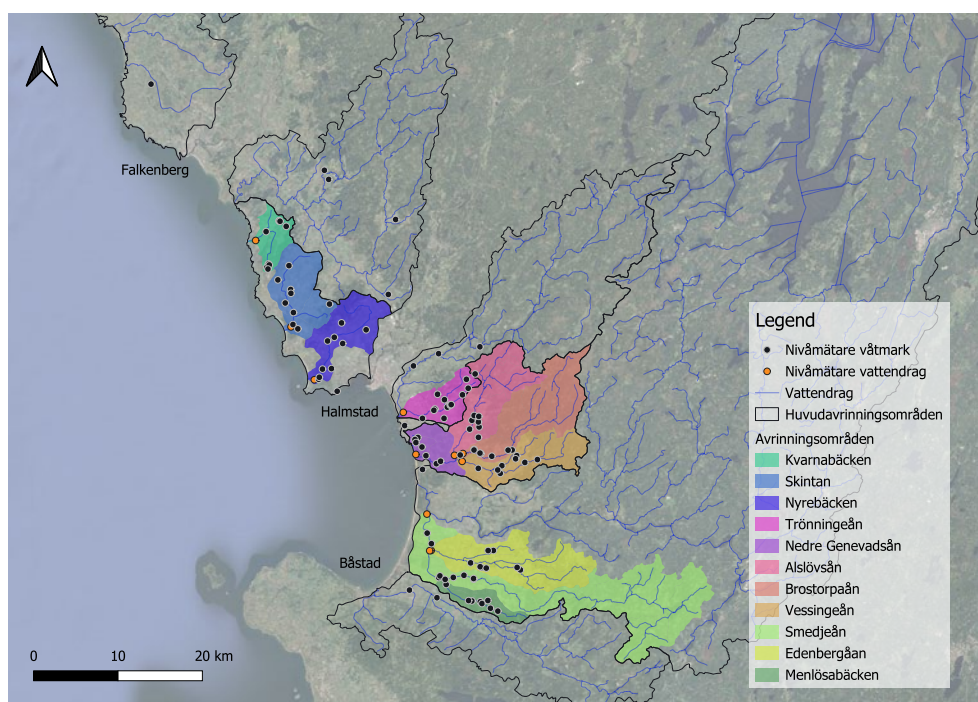 Falkenberg
Halmstad
Båstad
0 10 20 km
Legend
Nivåmätare våtmark
Nivåmätare vattendrag
Vattendrag
Huvudavrinningsområden
Avrinningsområden
Kvarnabäcken
Skintan
Nyrebäcken
Trönningeån
Nedre Genevadsån
Alslövsån
Brostorpaån
Vessingeån
Smedjeån
Edenbergåan
Menlösabäcken